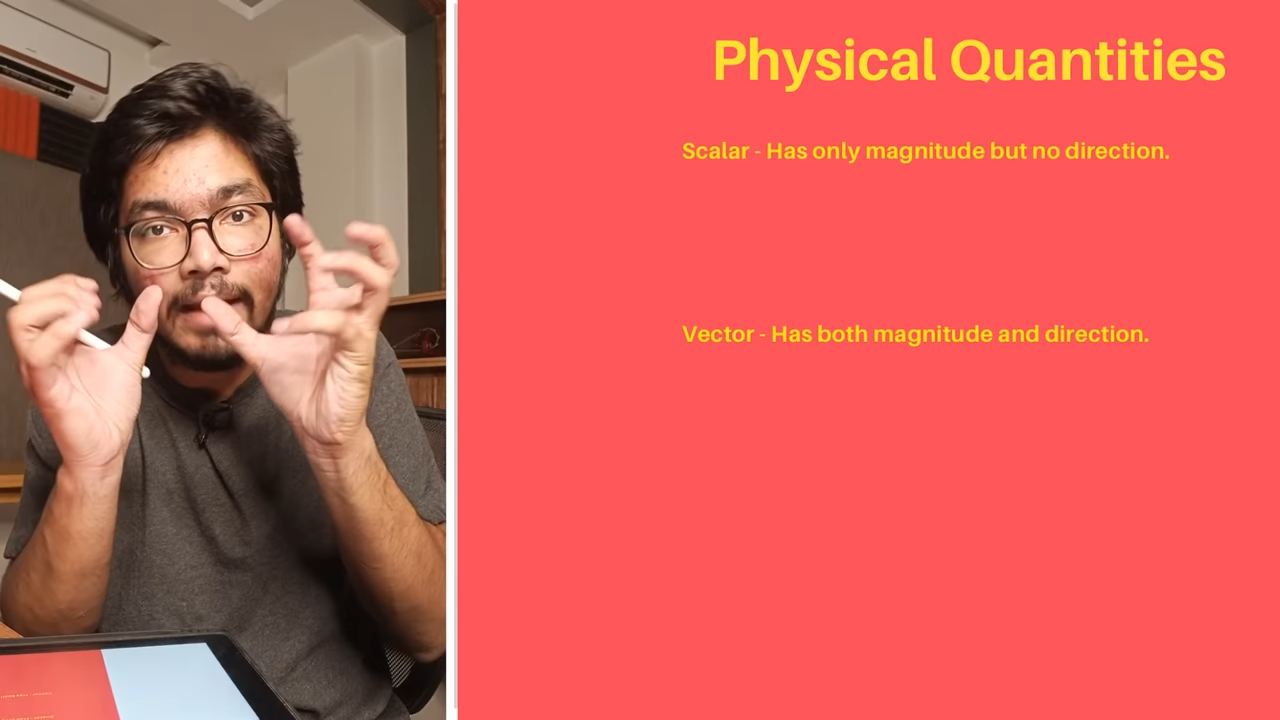 Physical Quantities
Scalar - Has only magnitude but no direction.
Vector - Has both magnitude and direction.